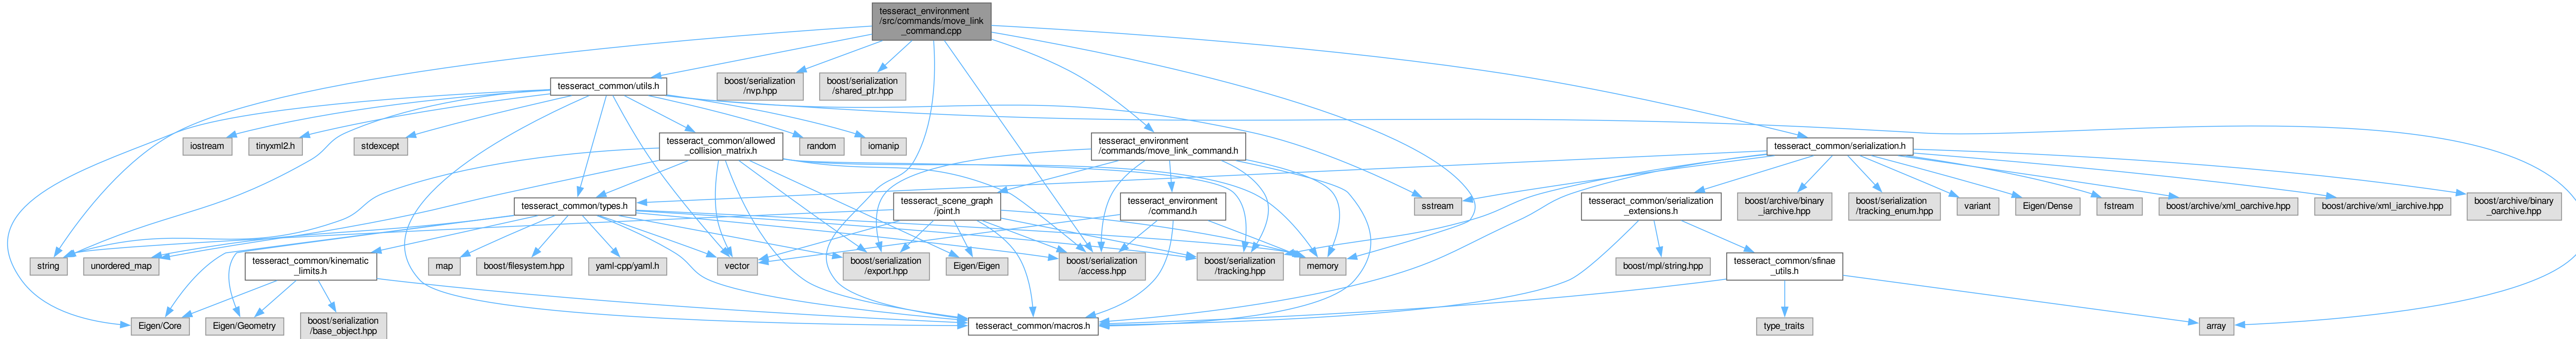 tesseract_environment
/src/commands/move_link
_command.cpp
tesseract_common/utils.h
boost/serialization
/nvp.hpp
boost/serialization
/shared_ptr.hpp
iostream
tinyxml2.h
stdexcept
tesseract_common/allowed
_collision_matrix.h
random
iomanip
tesseract_environment
/commands/move_link_command.h
tesseract_common/serialization.h
tesseract_common/types.h
tesseract_scene_graph
/joint.h
tesseract_environment
/command.h
sstream
tesseract_common/serialization
_extensions.h
boost/archive/binary
_iarchive.hpp
boost/serialization
/tracking_enum.hpp
variant
Eigen/Dense
fstream
boost/archive/xml_oarchive.hpp
boost/archive/xml_iarchive.hpp
boost/archive/binary
_oarchive.hpp
string
unordered_map
tesseract_common/kinematic
_limits.h
map
boost/filesystem.hpp
yaml-cpp/yaml.h
vector
boost/serialization
/export.hpp
Eigen/Eigen
boost/serialization
/access.hpp
boost/serialization
/tracking.hpp
memory
boost/mpl/string.hpp
tesseract_common/sfinae
_utils.h
Eigen/Core
Eigen/Geometry
boost/serialization
/base_object.hpp
tesseract_common/macros.h
type_traits
array